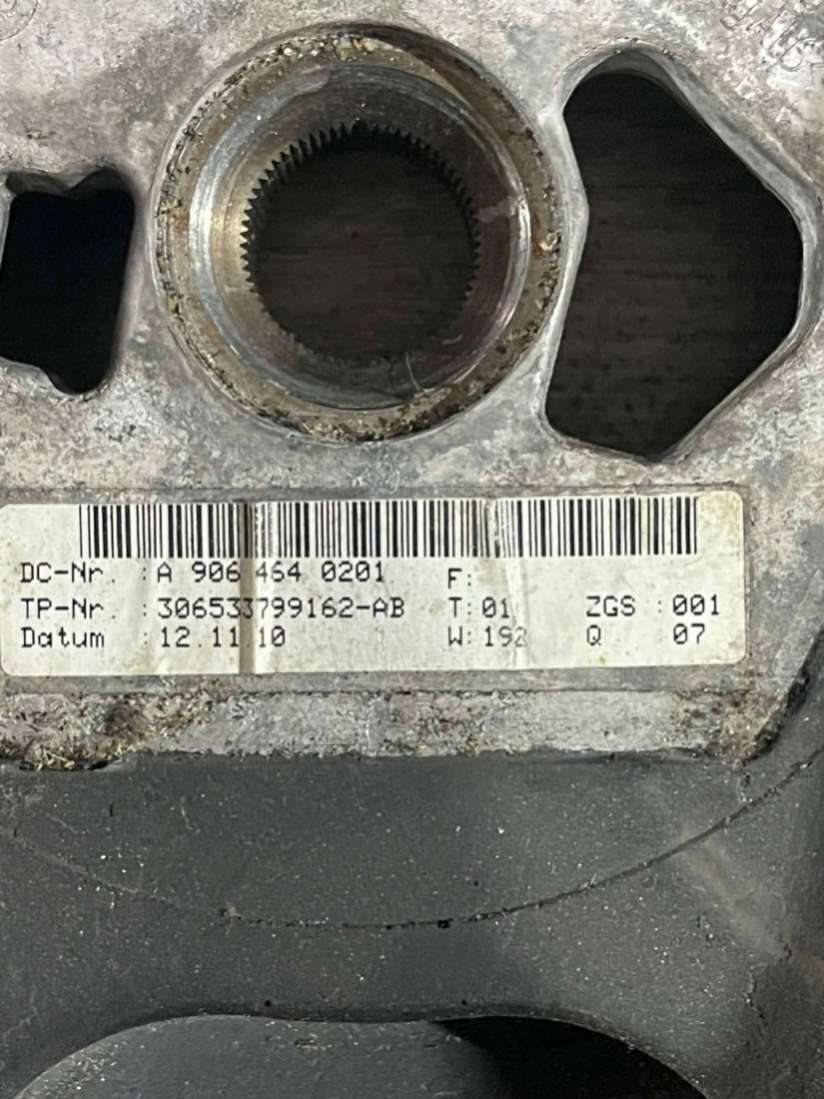 DC-Nr. :A 906 464 0201 F:
TP-Nr. :306533799162-AB T:01 ZGS :001
Datum :12.11.10 W:192 Q 07